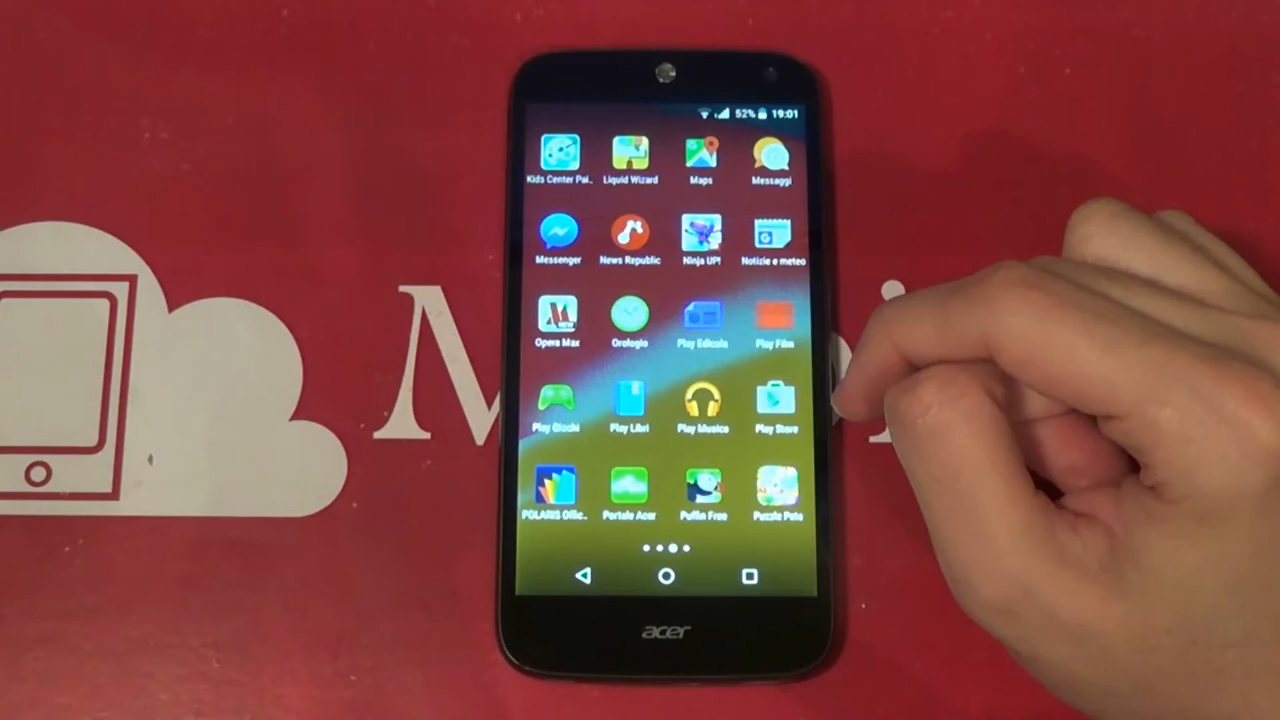 52% 19:01
Kids Center Pai.. Liquid Wizard Maps Messaggi
Messenger News Republic Ninja UP! Notizie e meteo
Opera Max Orologio Play Edicola Play Film
Play Giochi Play Libri Play Musica Play Store
POLARIS Offic.. Portale Acer Puffin Free Puzzle Pets
acer
M